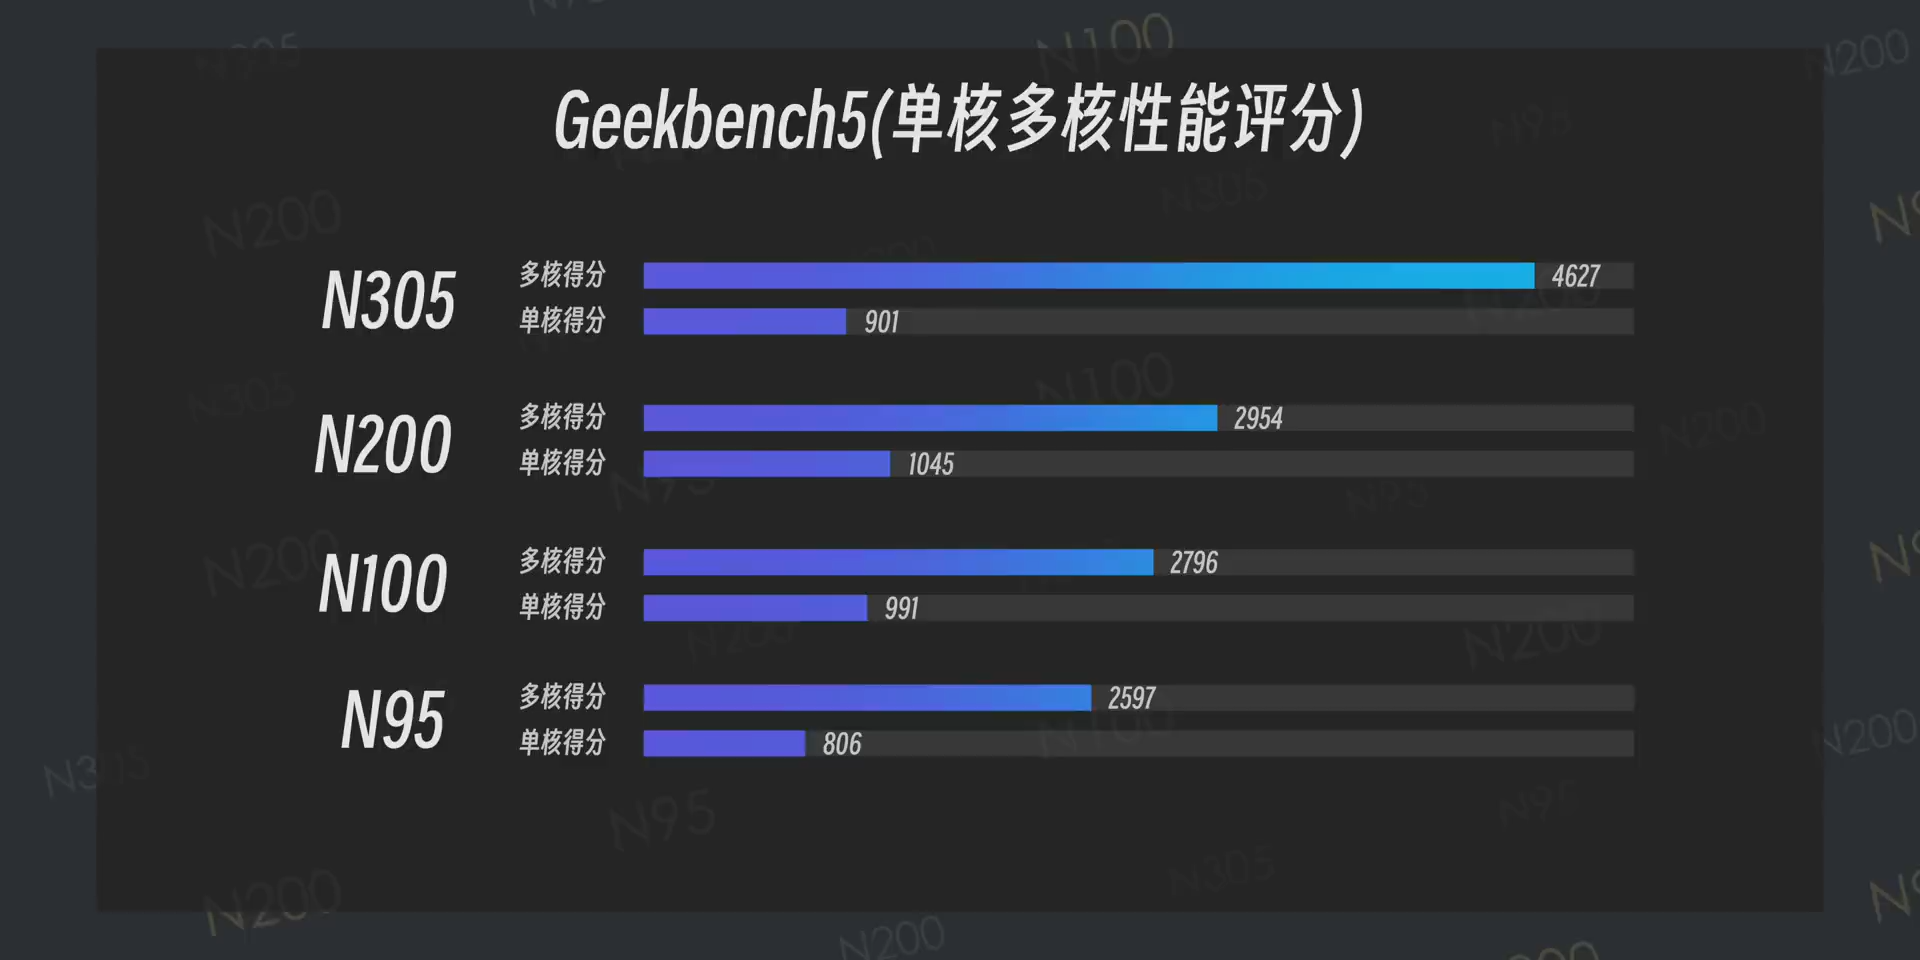 Geekbench5(单核多核性能评分)
N305
多核得分 4627
单核得分 901
N200
多核得分 2954
单核得分 1045
N100
多核得分 2796
单核得分 991
N95
多核得分 2597
单核得分 806